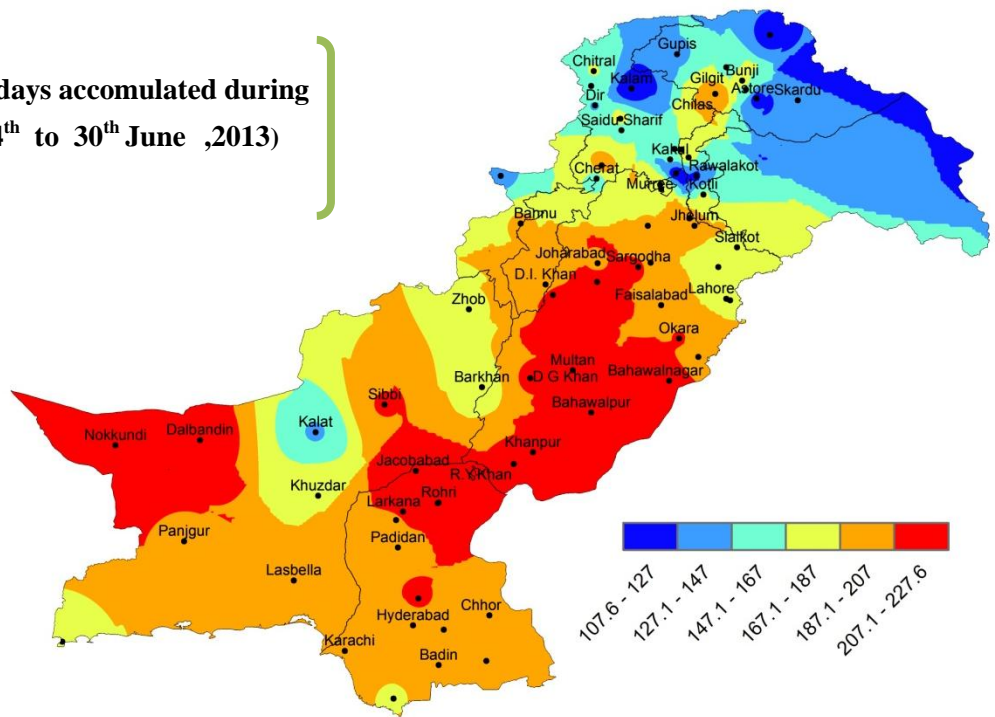 days accomulated during
4th to 30th June ,2013)
Gupis
Chitral
Bunji
Kalam
Gilgit
Dir
Astore
Skardu
Chilas
Saidu Sharif
Kakul
Cherat
Rawalakot
Murree
Kotli
Bannu
Jhelum
Sialkot
Joharabad
Sargodha
D.I. Khan
Zhob
Faisalabad
Lahore
Okara
Multan
Barkhan
D G Khan
Bahawalnagar
Sibbi
Bahawalpur
Kalat
Nokkundi
Dalbandin
Khanpur
Jacobabad
R.Y.Khan
Khuzdar
Rohri
Larkana
Panjgur
Padidan
Lasbella
Chhor
Hyderabad
Karachi
Badin
107.6 - 127
127.1 - 147
147.1 - 167
167.1 - 187
187.1 - 207
207.1 - 227.6